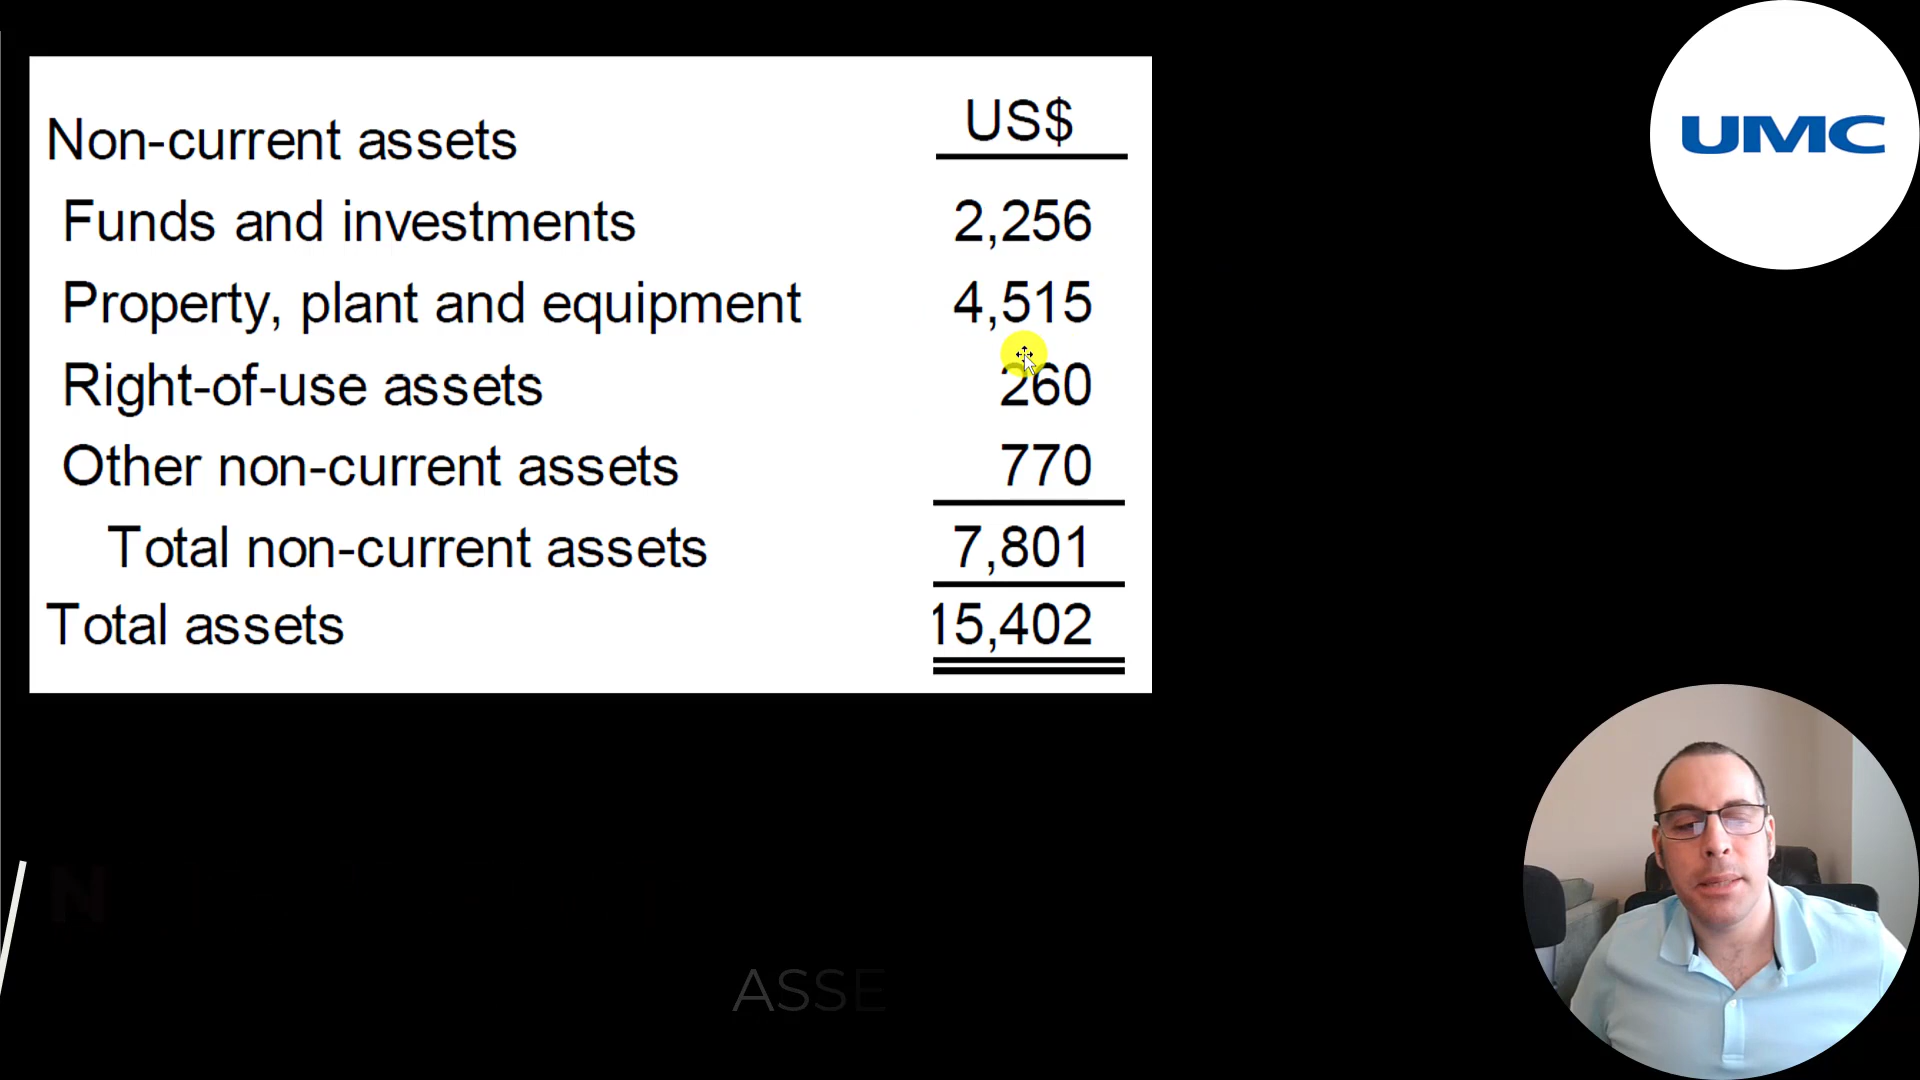 UMC
Non-current assets US$
Funds and investments 2,256
Property, plant and equipment 4,515
Right-of-use assets 260
Other non-current assets 770
Total non-current assets 7,801
Total assets 15,402
N
ASSE